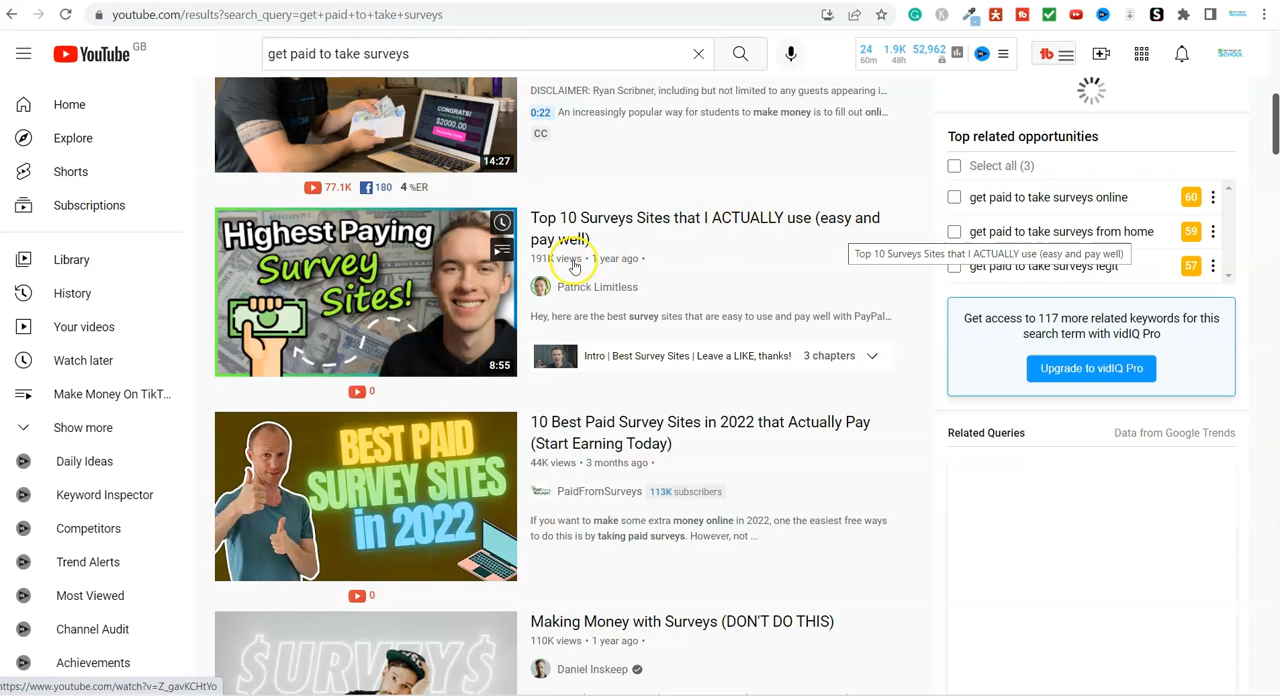 youtube.com/results?search_query=get+paid+to+take+surveys
YouTube GB
get paid to take surveys
24 1.9K 52,962
60m 48h
Home
Explore
Shorts
Subscriptions
Library
History
Your videos
Watch later
Make Money On TikT...
Show more
Daily Ideas
Keyword Inspector
Competitors
Trend Alerts
Most Viewed
Channel Audit
Achievements
https://www.youtube.com/watch?v=Z_gavKCHtYo
CONGRATS!
$2000.00
14:27
DISCLAIMER: Ryan Scribner, including but not limited to any guests appearing i...
0:22 An increasingly popular way for students to make money is to fill out onli...
CC
77.1K 180 4 %ER
Highest Paying
Survey
Sites!
8:55
Top 10 Surveys Sites that I ACTUALLY use (easy and
pay well)
191K views • 1 year ago •
Patrick Limitless
Hey, here are the best survey sites that are easy to use and pay well with PayPal...
Intro | Best Survey Sites | Leave a LIKE, thanks! 3 chapters
0
BEST PAID
SURVEY SITES
in 2022
10 Best Paid Survey Sites in 2022 that Actually Pay
(Start Earning Today)
44K views • 3 months ago •
PaidFromSurveys 113K subscribers
If you want to make some extra money online in 2022, one the easiest free ways
to do this is by taking paid surveys. However, not ...
0
$URVEY$
Making Money with Surveys (DON'T DO THIS)
110K views • 1 year ago •
Daniel Inskeep
Top related opportunities
Select all (3)
get paid to take surveys online 60
get paid to take surveys from home 59
Top 10 Surveys Sites that I ACTUALLY use (easy and pay well)
get paid to take surveys legit 57
Get access to 117 more related keywords for this
search term with vidIQ Pro
Upgrade to vidIQ Pro
Related Queries Data from Google Trends